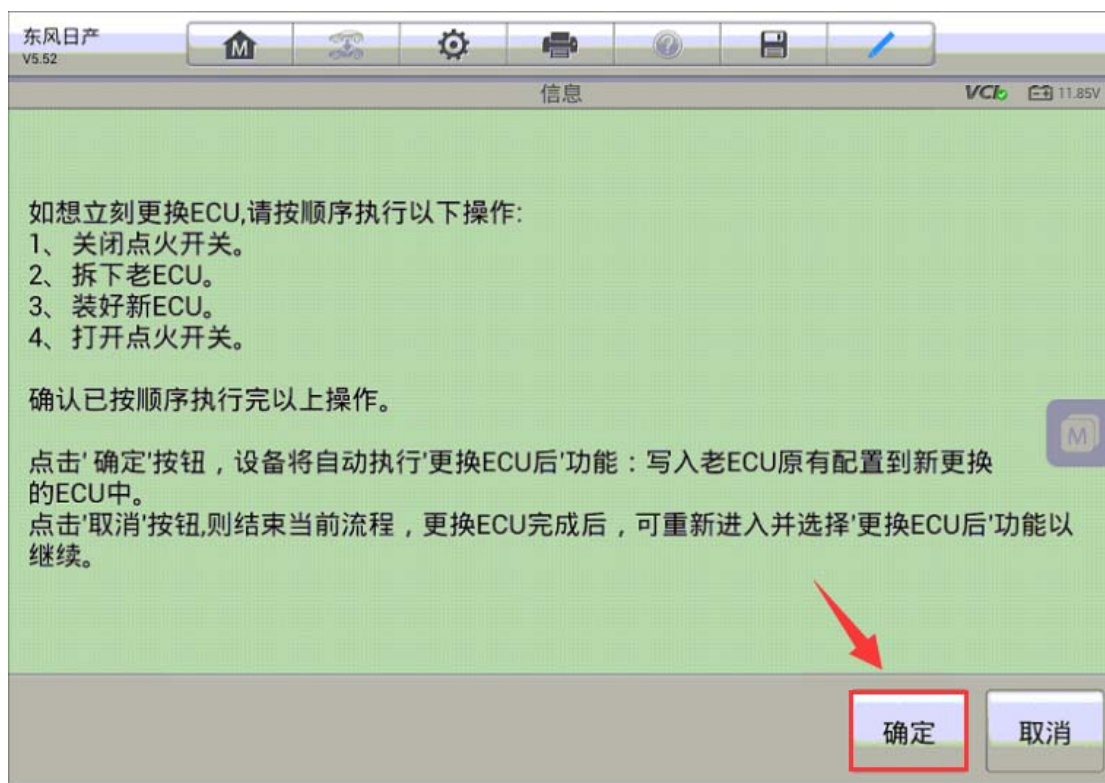 东风日产
V5.52
M
信息
VCI
11.85V
如想立刻更换ECU,请按顺序执行以下操作:
1、 关闭点火开关。
2、 拆下老ECU。
3、 装好新ECU。
4、 打开点火开关。
确认已按顺序执行完以上操作。
M
点击' 确定'按钮，设备将自动执行'更换ECU后'功能：写入老ECU原有配置到新更换
的ECU中。
点击'取消'按钮,则结束当前流程，更换ECU完成后，可重新进入并选择'更换ECU后'功能以
继续。
确定
取消